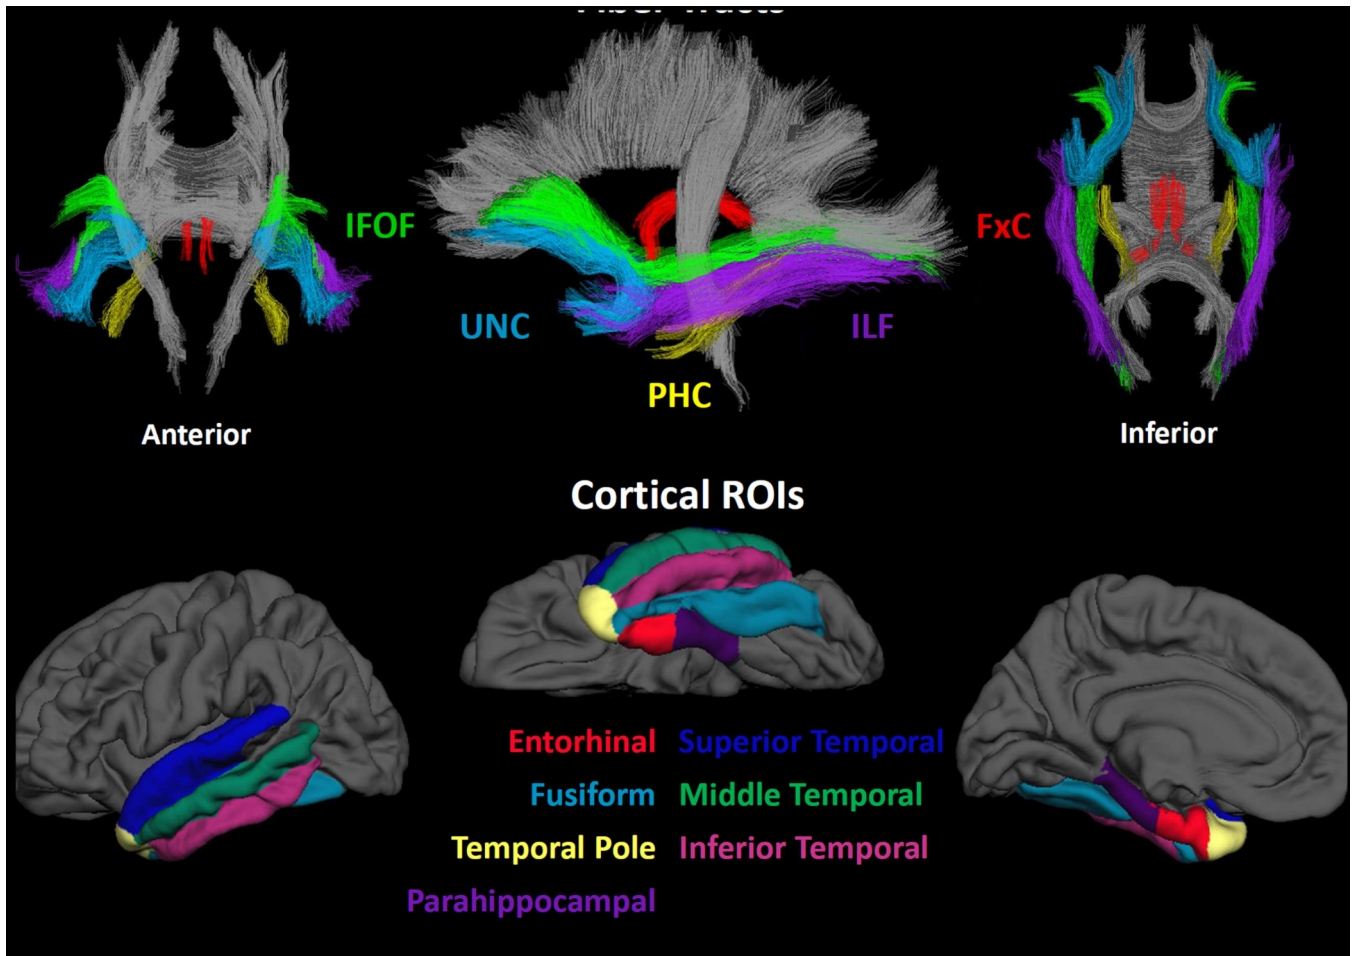 IFOF
FxC
UNC
ILF
PHC
Anterior
Inferior
Cortical ROIs
Entorhinal Superior Temporal
Fusiform Middle Temporal
Temporal Pole Inferior Temporal
Parahippocampal